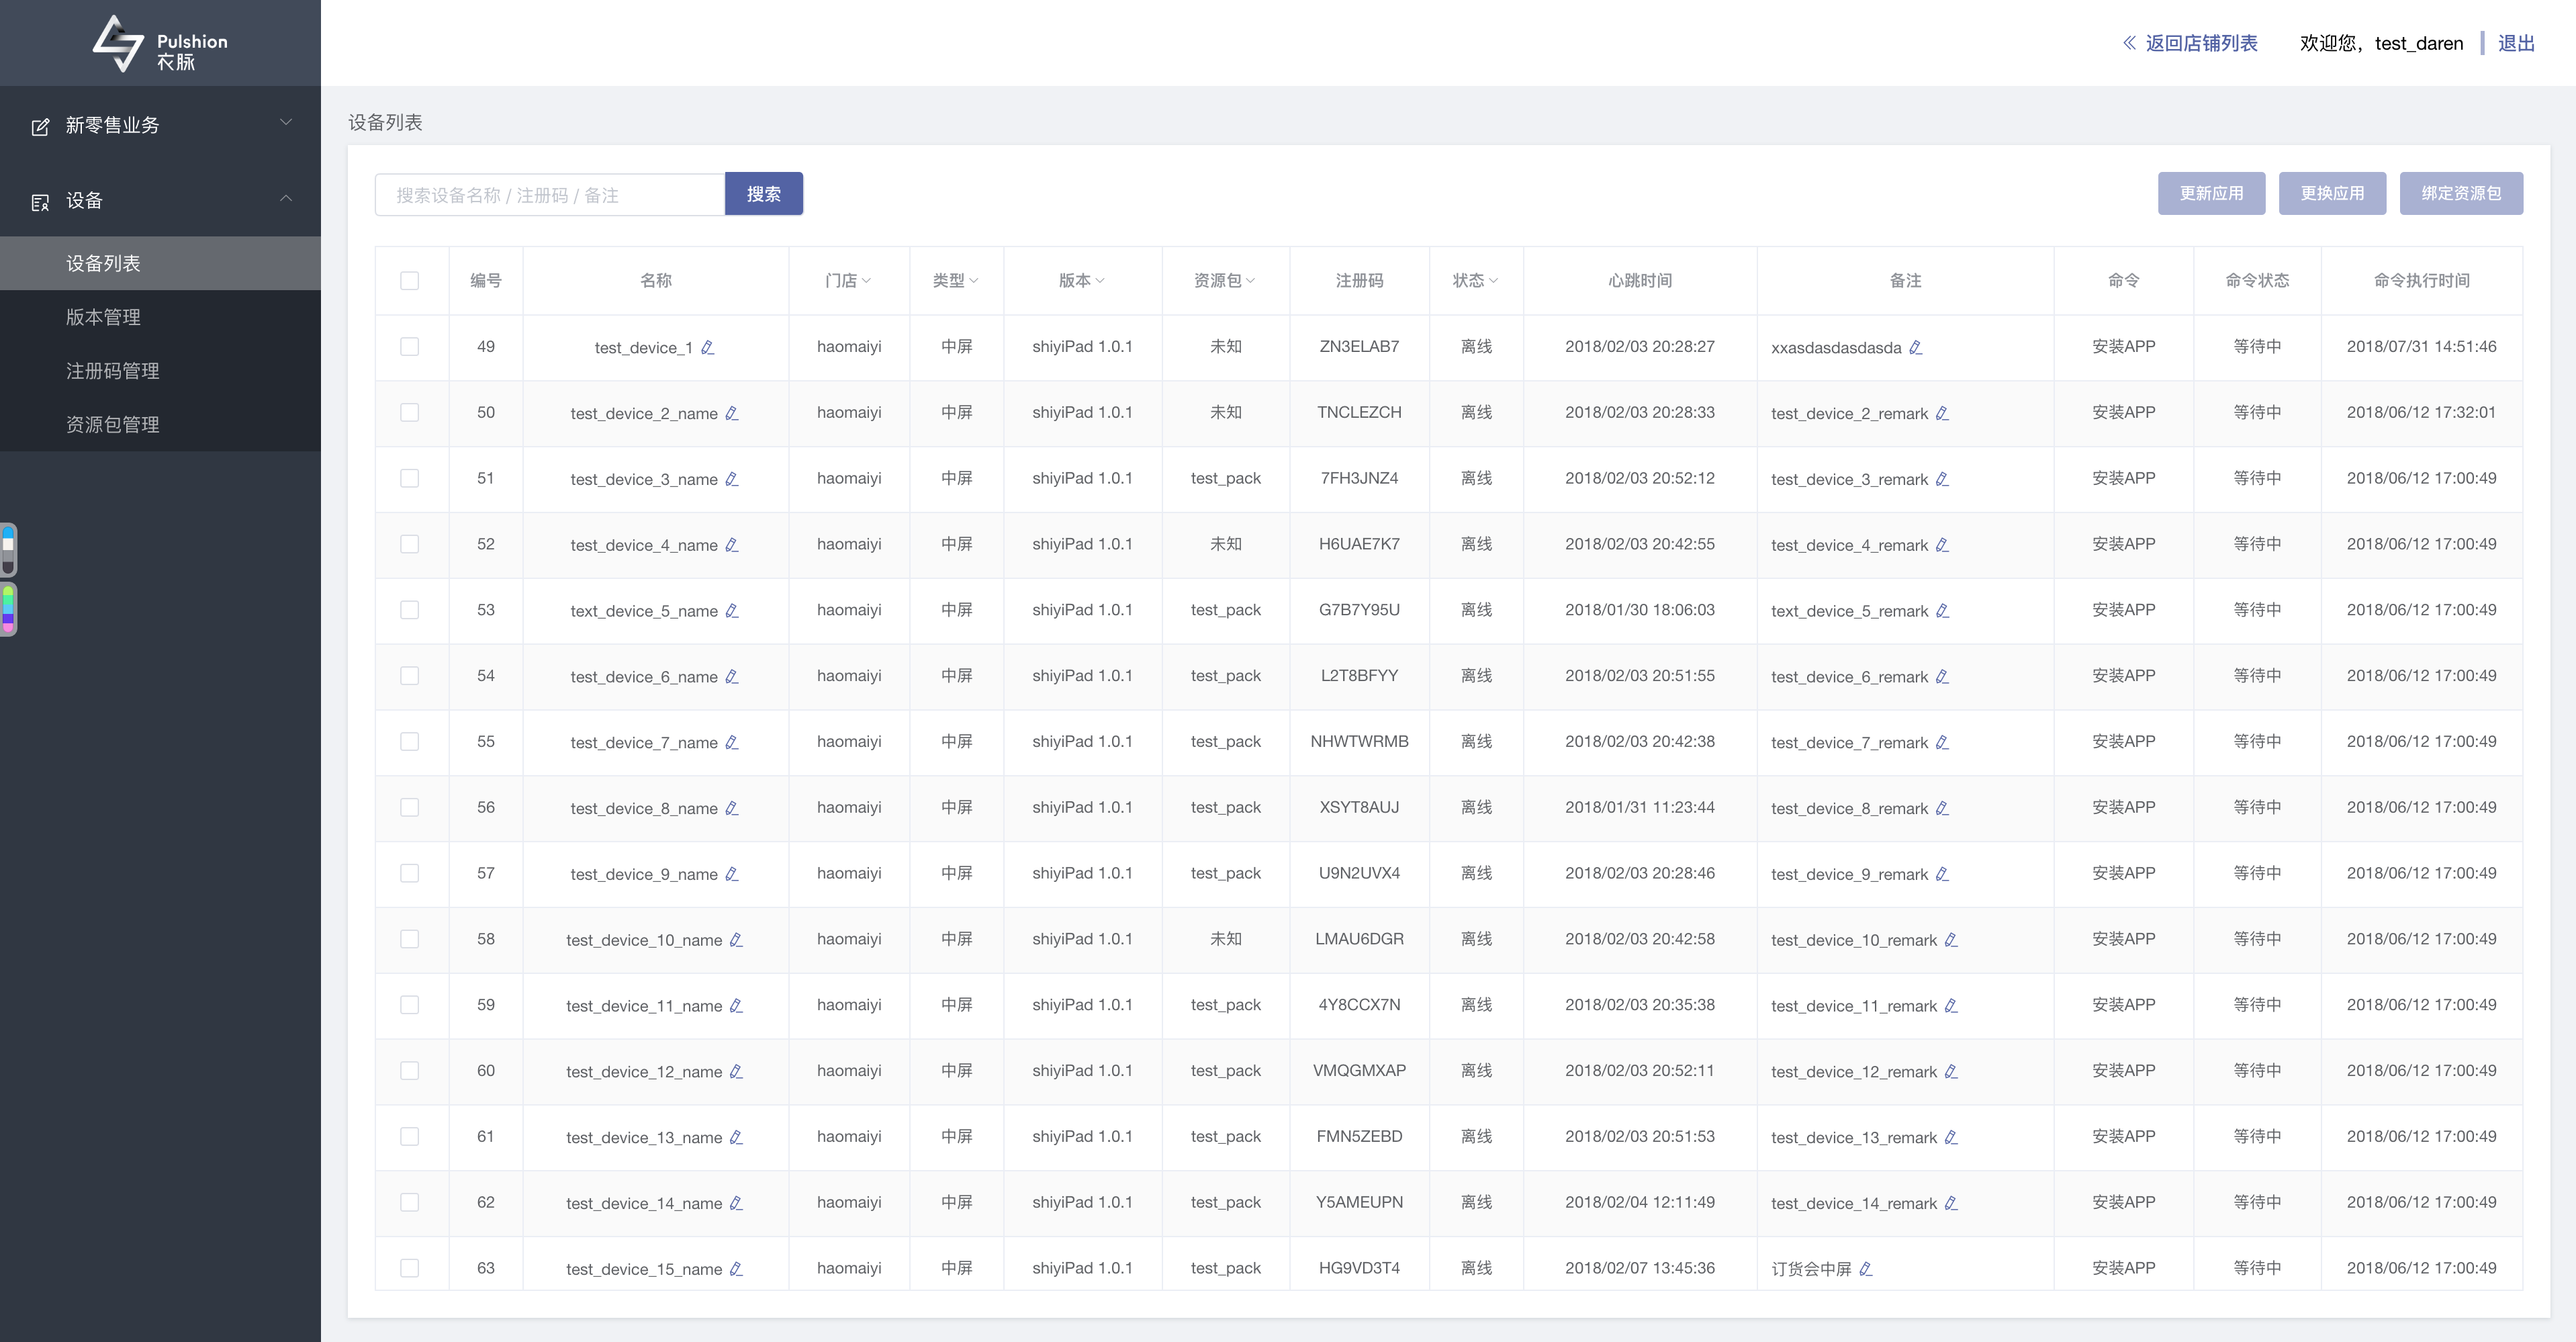 Pulshion
衣脉
返回店铺列表 欢迎您，test_daren 退出
新零售业务
设备
设备列表
版本管理
注册码管理
资源包管理
设备列表
搜索设备名称 / 注册码 / 备注 搜索 更新应用 更换应用 绑定资源包
编号 名称 门店 类型 版本 资源包 注册码 状态 心跳时间 备注 命令 命令状态 命令执行时间
49 test_device_1 haomaiyi 中屏 shiyiPad 1.0.1 未知 ZN3ELAB7 离线 2018/02/03 20:28:27 xxasdasdasdasda 安装APP 等待中 2018/07/31 14:51:46
50 test_device_2_name haomaiyi 中屏 shiyiPad 1.0.1 未知 TNCLEZCH 离线 2018/02/03 20:28:33 test_device_2_remark 安装APP 等待中 2018/06/12 17:32:01
51 test_device_3_name haomaiyi 中屏 shiyiPad 1.0.1 test_pack 7FH3JNZ4 离线 2018/02/03 20:52:12 test_device_3_remark 安装APP 等待中 2018/06/12 17:00:49
52 test_device_4_name haomaiyi 中屏 shiyiPad 1.0.1 未知 H6UAE7K7 离线 2018/02/03 20:42:55 test_device_4_remark 安装APP 等待中 2018/06/12 17:00:49
53 text_device_5_name haomaiyi 中屏 shiyiPad 1.0.1 test_pack G7B7Y95U 离线 2018/01/30 18:06:03 text_device_5_remark 安装APP 等待中 2018/06/12 17:00:49
54 test_device_6_name haomaiyi 中屏 shiyiPad 1.0.1 test_pack L2T8BFYY 离线 2018/02/03 20:51:55 test_device_6_remark 安装APP 等待中 2018/06/12 17:00:49
55 test_device_7_name haomaiyi 中屏 shiyiPad 1.0.1 test_pack NHWTWRMB 离线 2018/02/03 20:42:38 test_device_7_remark 安装APP 等待中 2018/06/12 17:00:49
56 test_device_8_name haomaiyi 中屏 shiyiPad 1.0.1 test_pack XSYT8AUJ 离线 2018/01/31 11:23:44 test_device_8_remark 安装APP 等待中 2018/06/12 17:00:49
57 test_device_9_name haomaiyi 中屏 shiyiPad 1.0.1 test_pack U9N2UVX4 离线 2018/02/03 20:28:46 test_device_9_remark 安装APP 等待中 2018/06/12 17:00:49
58 test_device_10_name haomaiyi 中屏 shiyiPad 1.0.1 未知 LMAU6DGR 离线 2018/02/03 20:42:58 test_device_10_remark 安装APP 等待中 2018/06/12 17:00:49
59 test_device_11_name haomaiyi 中屏 shiyiPad 1.0.1 test_pack 4Y8CCX7N 离线 2018/02/03 20:35:38 test_device_11_remark 安装APP 等待中 2018/06/12 17:00:49
60 test_device_12_name haomaiyi 中屏 shiyiPad 1.0.1 test_pack VMQGMXAP 离线 2018/02/03 20:52:11 test_device_12_remark 安装APP 等待中 2018/06/12 17:00:49
61 test_device_13_name haomaiyi 中屏 shiyiPad 1.0.1 test_pack FMN5ZEBD 离线 2018/02/03 20:51:53 test_device_13_remark 安装APP 等待中 2018/06/12 17:00:49
62 test_device_14_name haomaiyi 中屏 shiyiPad 1.0.1 test_pack Y5AMEUPN 离线 2018/02/04 12:11:49 test_device_14_remark 安装APP 等待中 2018/06/12 17:00:49
63 test_device_15_name haomaiyi 中屏 shiyiPad 1.0.1 test_pack HG9VD3T4 离线 2018/02/07 13:45:36 订货会中屏 安装APP 等待中 2018/06/12 17:00:49